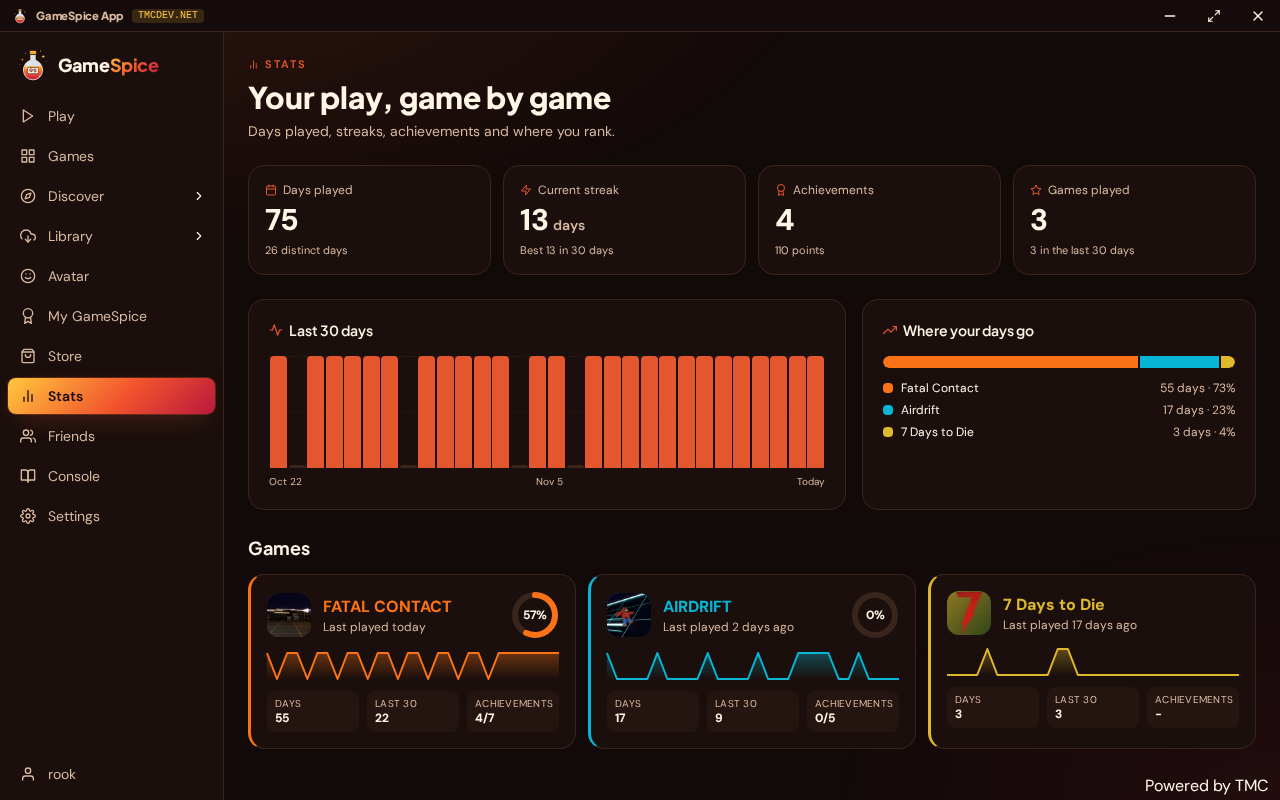 GameSpice App TMCDEV.NET
GameSpice
Play
Games
Discover
Library
Avatar
My GameSpice
Store
Stats
Friends
Console
Settings
rook
STATS
Your play, game by game
Days played, streaks, achievements and where you rank.
Days played
75
26 distinct days
Current streak
13 days
Best 13 in 30 days
Achievements
4
110 points
Games played
3
3 in the last 30 days
Last 30 days
Oct 22 Nov 5 Today
Where your days go
Fatal Contact 55 days · 73%
Airdrift 17 days · 23%
7 Days to Die 3 days · 4%
Games
FATAL CONTACT
Last played today
57%
DAYS LAST 30 ACHIEVEMENTS
55 22 4/7
AIRDRIFT
Last played 2 days ago
0%
DAYS LAST 30 ACHIEVEMENTS
17 9 0/5
7
7 Days to Die
Last played 17 days ago
DAYS LAST 30 ACHIEVEMENTS
3 3 -
Powered by TMC